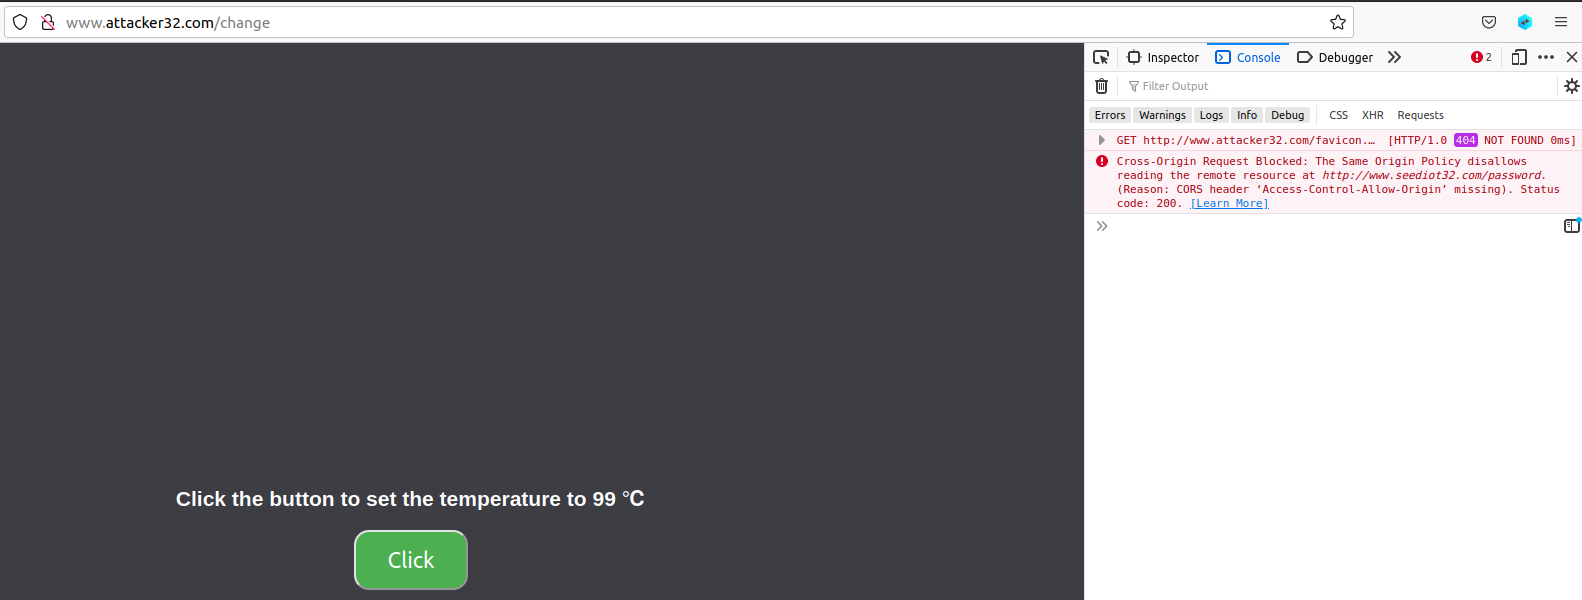 www.attacker32.com/change
Inspector Console Debugger 2
Filter Output
Errors Warnings Logs Info Debug CSS XHR Requests
GET http://www.attacker32.com/favicon.… [HTTP/1.0 404 NOT FOUND 0ms]
Cross-Origin Request Blocked: The Same Origin Policy disallows
reading the remote resource at http://www.seediot32.com/password.
(Reason: CORS header ‘Access-Control-Allow-Origin’ missing). Status
code: 200. [Learn More]
Click the button to set the temperature to 99 °C
Click